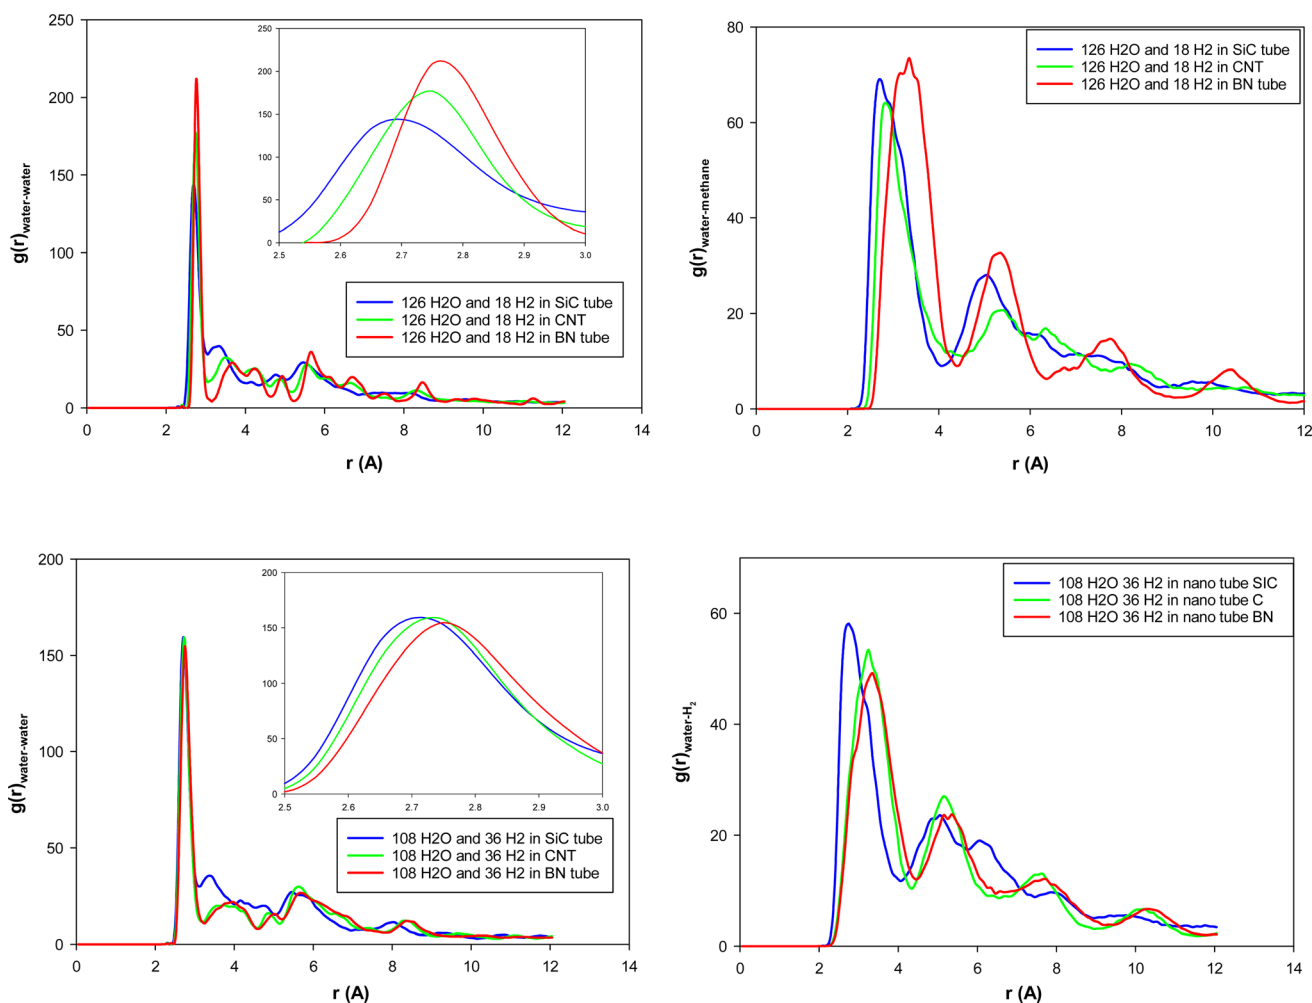 250
200
150
100
50
0
g(r)water-water
250
200
150
100
50
0
2.5 2.6 2.7 2.8 2.9 3.0
126 H2O and 18 H2 in SiC tube
126 H2O and 18 H2 in CNT
126 H2O and 18 H2 in BN tube
0 2 4 6 8 10 12 14
r (A)
80
60
40
20
0
g(r)water-methane
126 H2O and 18 H2 in SiC tube
126 H2O and 18 H2 in CNT
126 H2O and 18 H2 in BN tube
0 2 4 6 8 10 12
r (A)
200
150
100
50
0
g(r)water-water
200
150
100
50
0
2.5 2.6 2.7 2.8 2.9 3.0
108 H2O and 36 H2 in SiC tube
108 H2O and 36 H2 in CNT
108 H2O and 36 H2 in BN tube
0 2 4 6 8 10 12 14
r (A)
60
40
20
0
g(r)water-H2
108 H2O 36 H2 in nano tube SIC
108 H2O 36 H2 in nano tube C
108 H2O 36 H2 in nano tube BN
0 2 4 6 8 10 12 14
r (A)